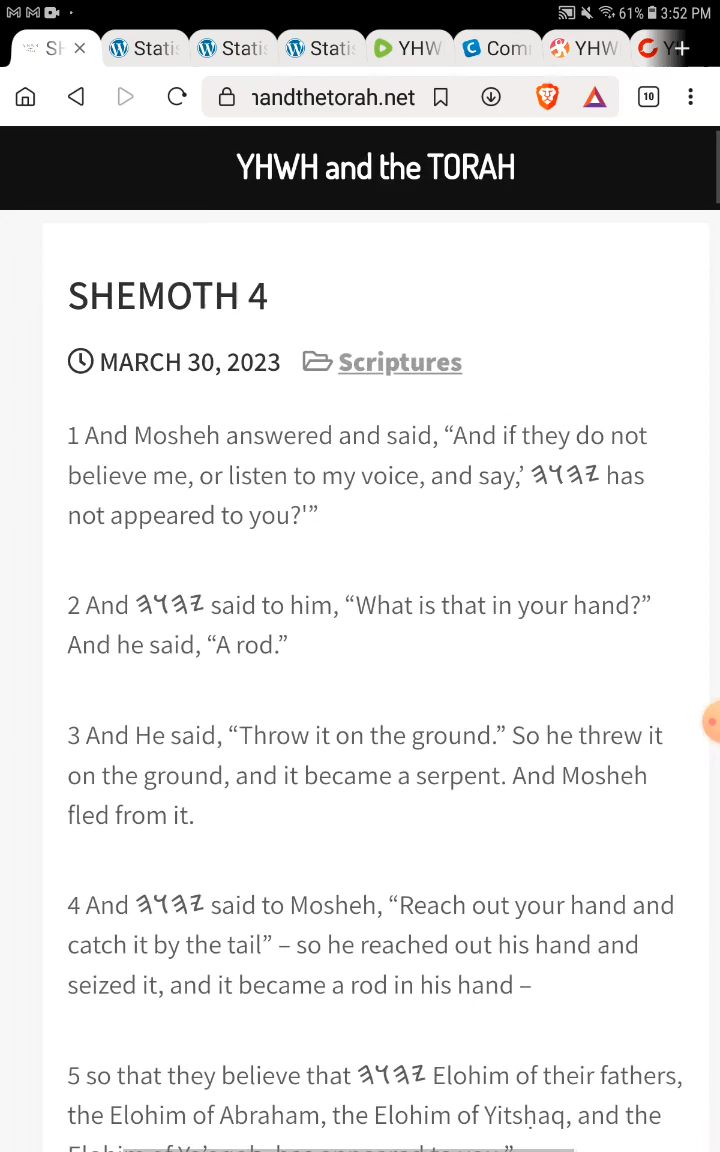 61% 3:52 PM
SH
Statis
Statis
Statis
YHW
Com
YHW
handthetorah.net
10
YHWH and the TORAH
SHEMOTH 4
MARCH 30, 2023 Scriptures
1 And Mosheh answered and said, “And if they do not
believe me, or listen to my voice, and say,’ 𐤉𐤄𐤅𐤄 has
not appeared to you?'”
2 And 𐤉𐤄𐤅𐤄 said to him, “What is that in your hand?”
And he said, “A rod.”
3 And He said, “Throw it on the ground.” So he threw it
on the ground, and it became a serpent. And Mosheh
fled from it.
4 And 𐤉𐤄𐤅𐤄 said to Mosheh, “Reach out your hand and
catch it by the tail” – so he reached out his hand and
seized it, and it became a rod in his hand –
5 so that they believe that 𐤉𐤄𐤅𐤄 Elohim of their fathers,
the Elohim of Abraham, the Elohim of Yitsḥaq, and the